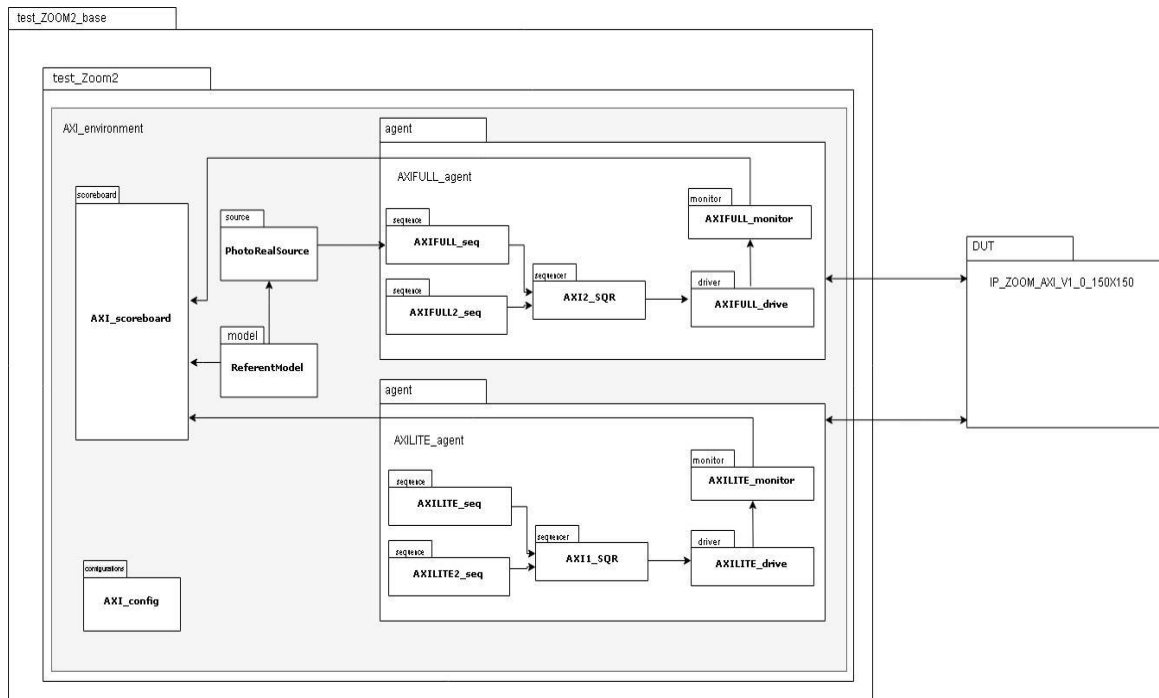 test_ZOOM2_base
test_Zoom2
AXI_environment
agent
AXIFULL_agent
scoreboard
AXI_scoreboard
source
PhotoRealSource
model
ReferentModel
sequence
AXIFULL_seq
sequence
AXIFULL2_seq
sequencer
AXI2_SQR
monitor
AXIFULL_monitor
driver
AXIFULL_drive
DUT
IP_ZOOM_AXI_V1_0_150X150
agent
AXILITE_agent
sequence
AXILITE_seq
sequence
AXILITE2_seq
sequencer
AXI1_SQR
monitor
AXILITE_monitor
driver
AXILITE_drive
configurations
AXI_config